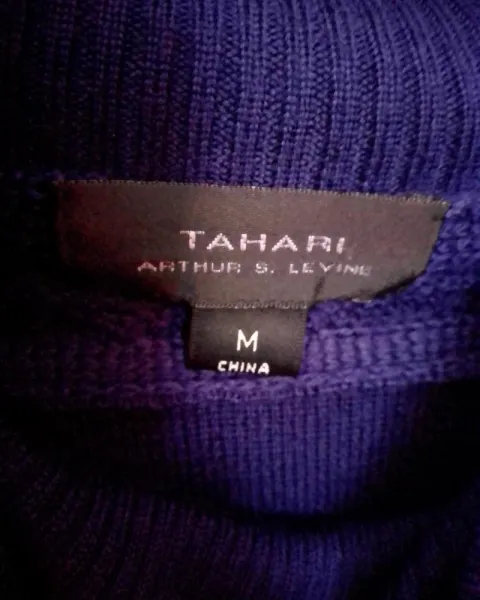 TAHARI
ARTHUR S. LEVINE
M
CHINA